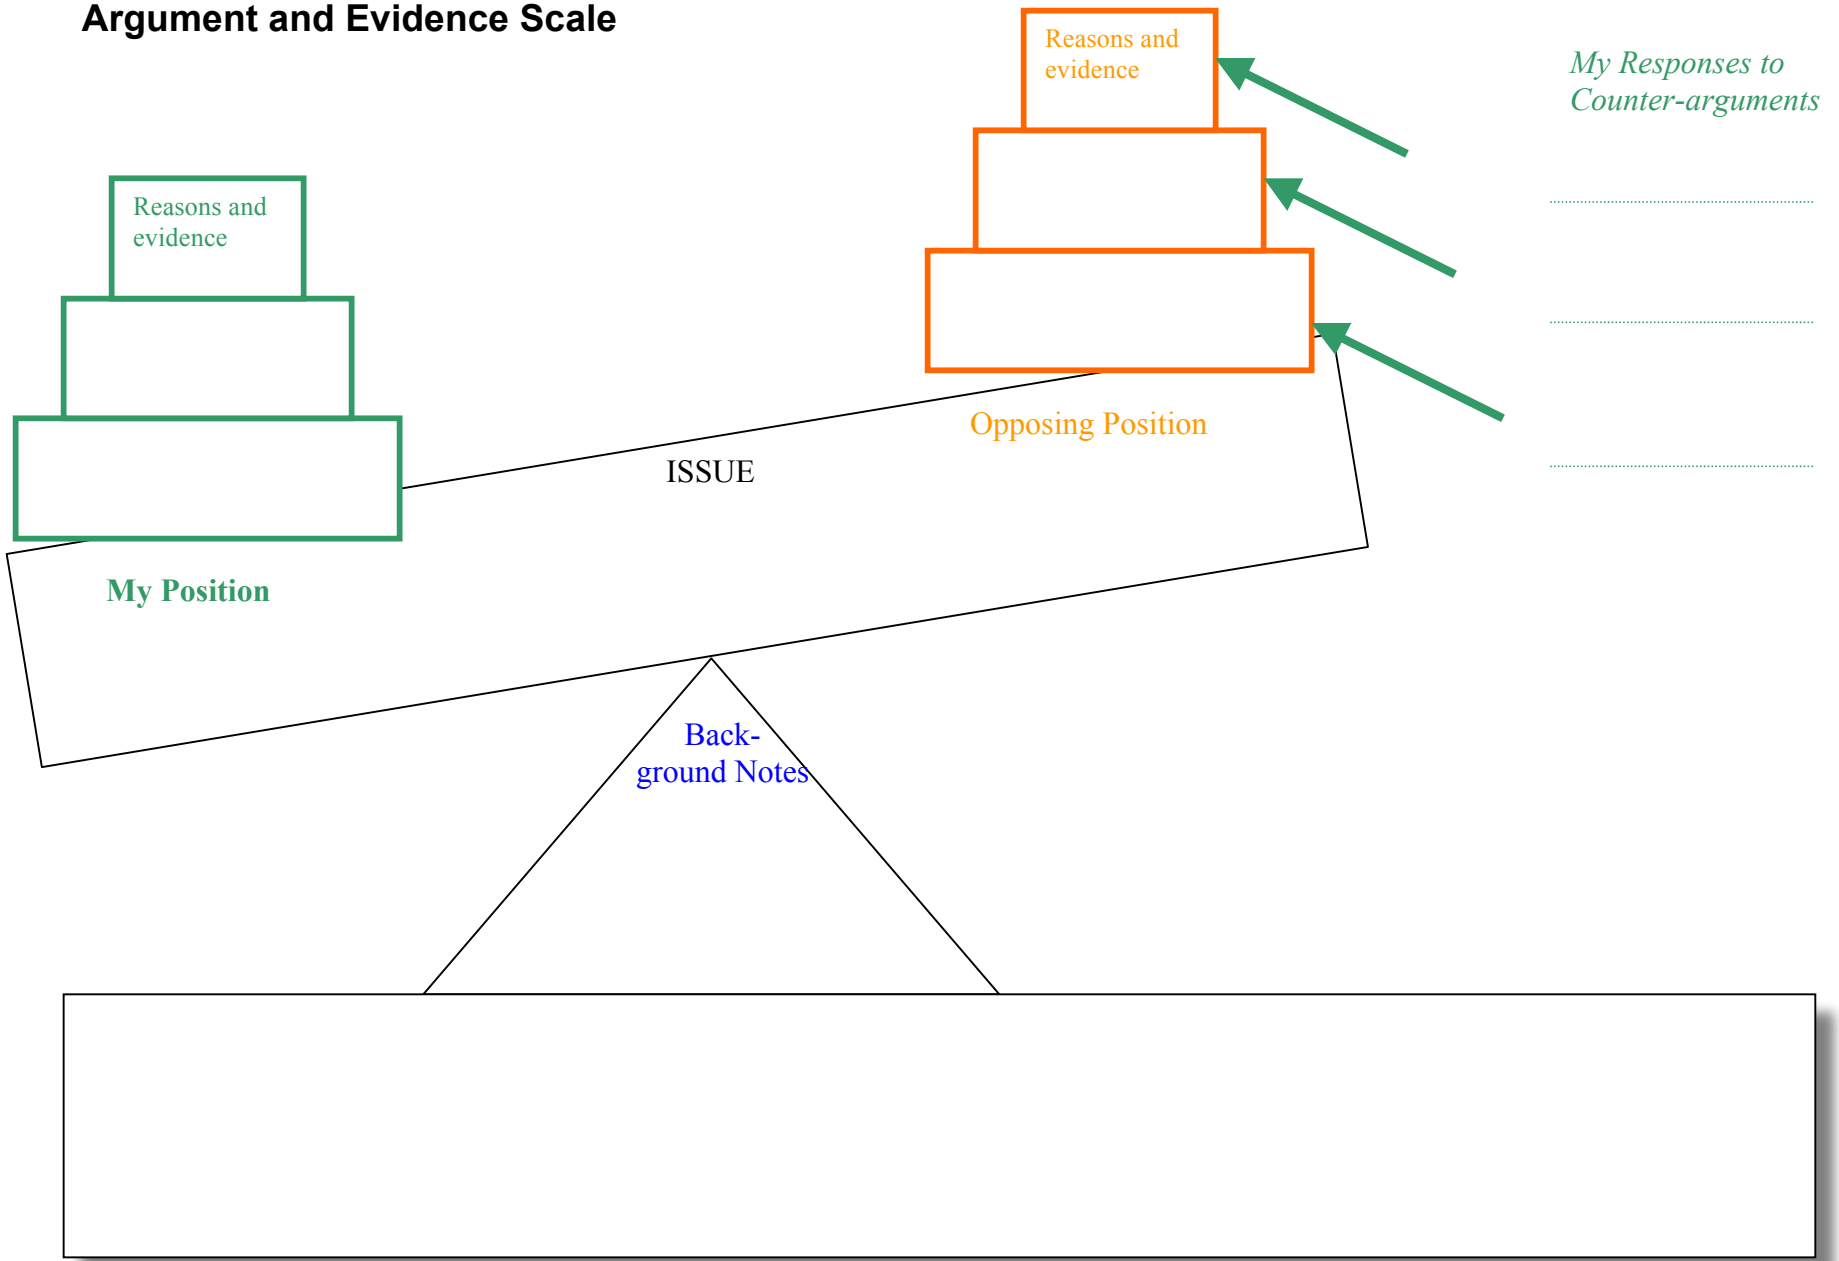 Argument and Evidence Scale
Reasons and
evidence
My Responses to
Counter-arguments
Reasons and
evidence
Opposing Position
ISSUE
My Position
Back-
ground Notes